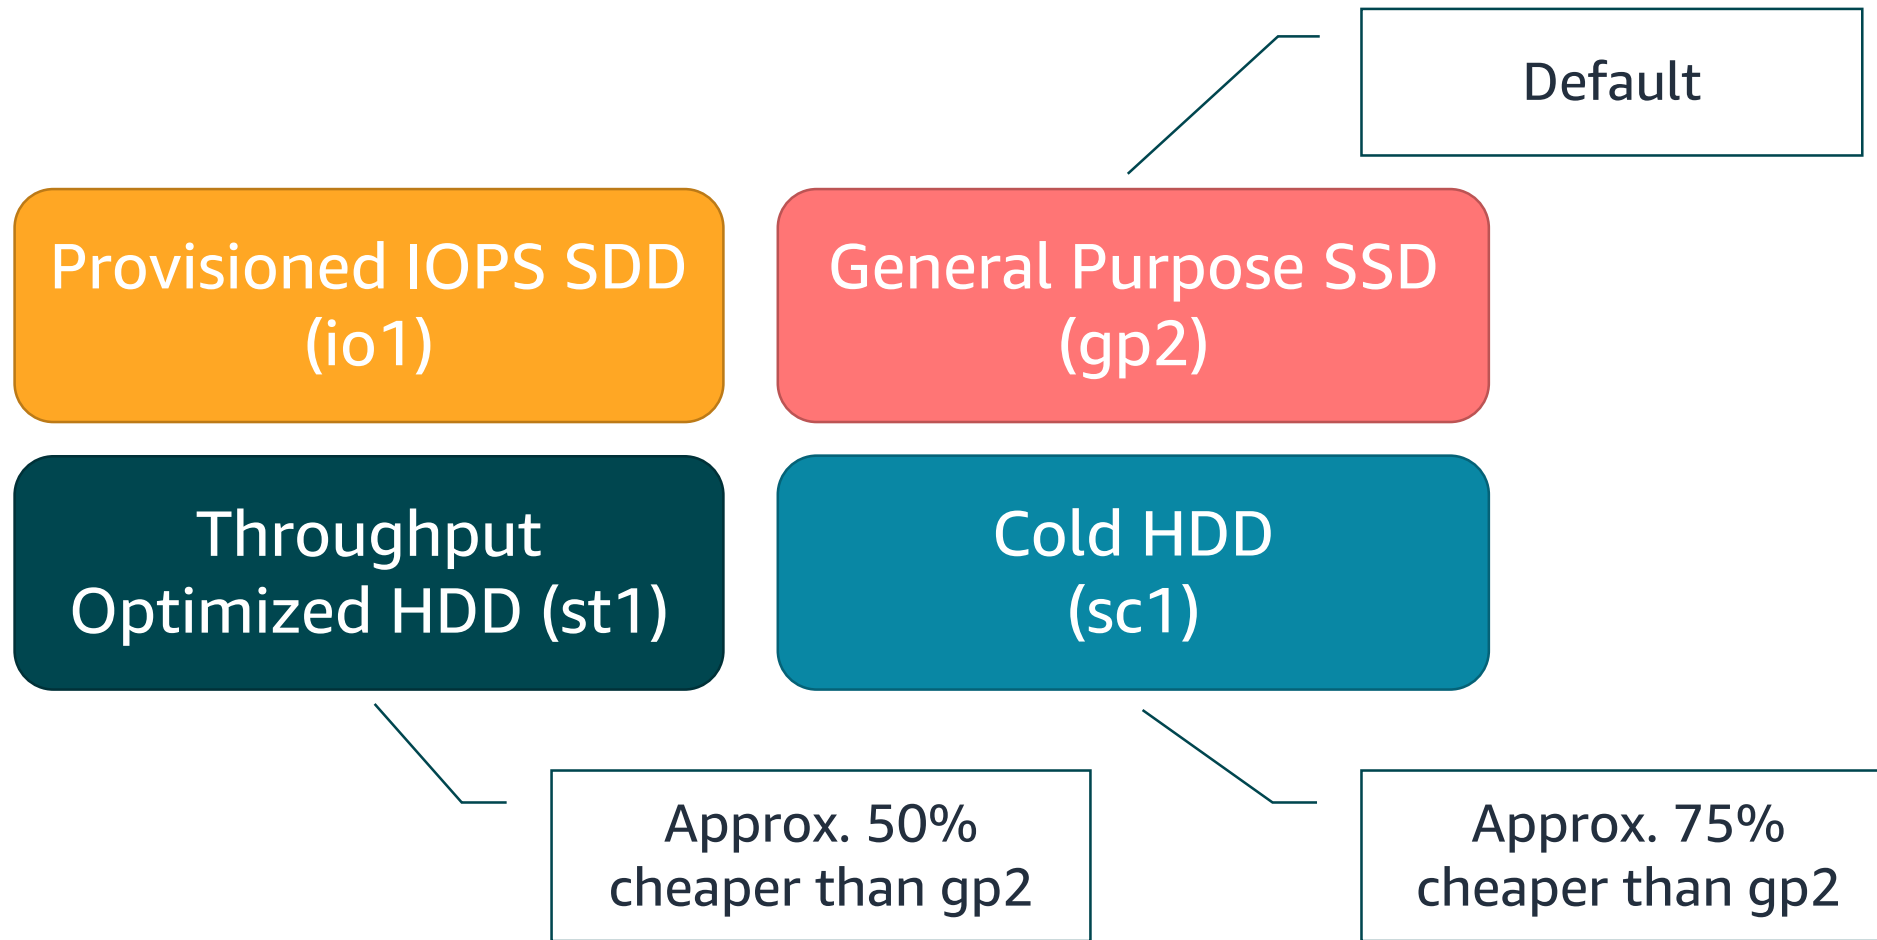 Default
Provisioned IOPS SDD
(io1)
General Purpose SSD
(gp2)
Throughput
Optimized HDD (st1)
Cold HDD
(sc1)
Approx. 50%
cheaper than gp2
Approx. 75%
cheaper than gp2